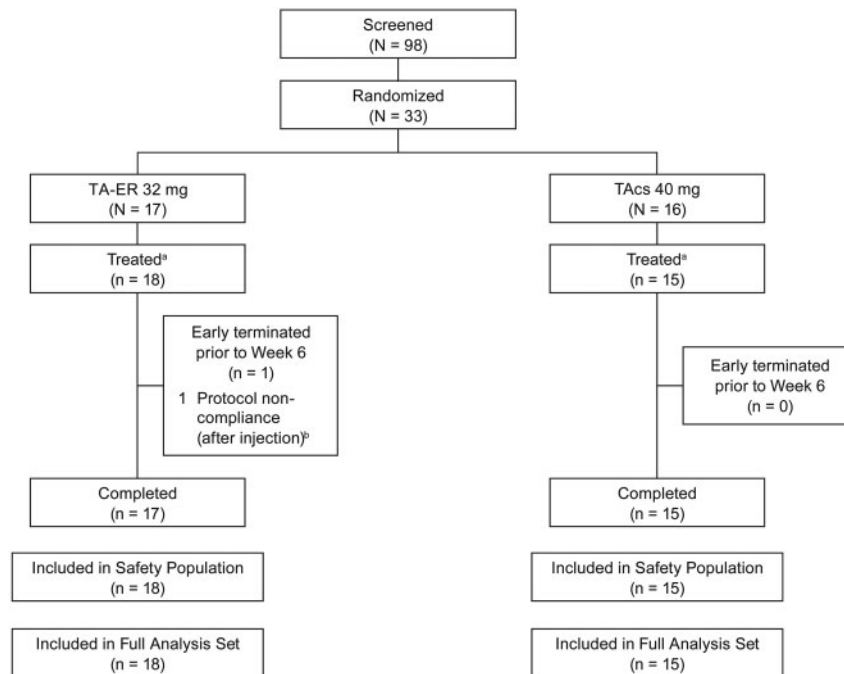 Screened
(N = 98)
Randomized
(N = 33)
TA-ER 32 mg
(N = 17)
TAcs 40 mg
(N = 16)
Treatedᵃ
(n = 18)
Treatedᵃ
(n = 15)
Early terminated
prior to Week 6
(n = 1)
1 Protocol non-
compliance
(after injection)ᵇ
Early terminated
prior to Week 6
(n = 0)
Completed
(n = 17)
Completed
(n = 15)
Included in Safety Population
(n = 18)
Included in Safety Population
(n = 15)
Included in Full Analysis Set
(n = 18)
Included in Full Analysis Set
(n = 15)